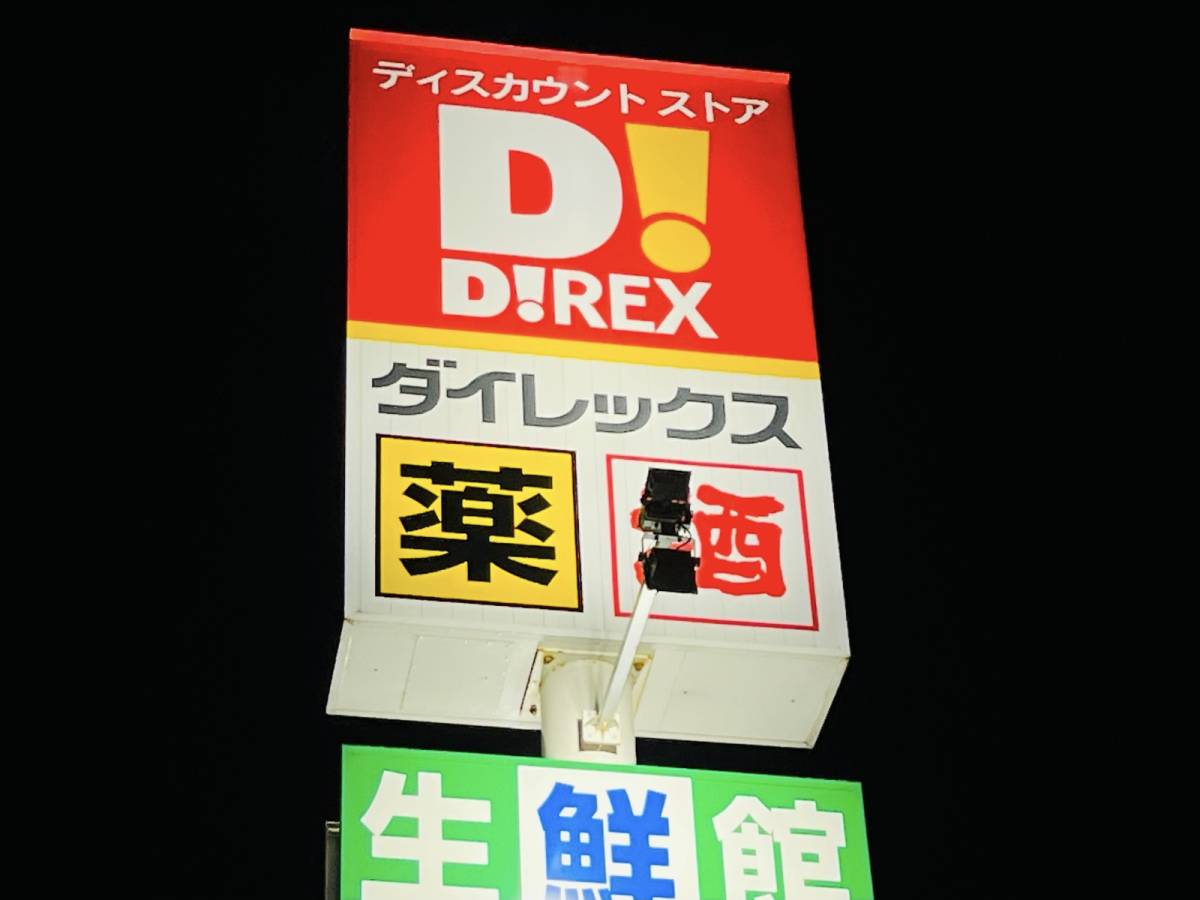 ディスカウント ストア
D!
D!REX
ダイレックス
薬 酒
生鮮館